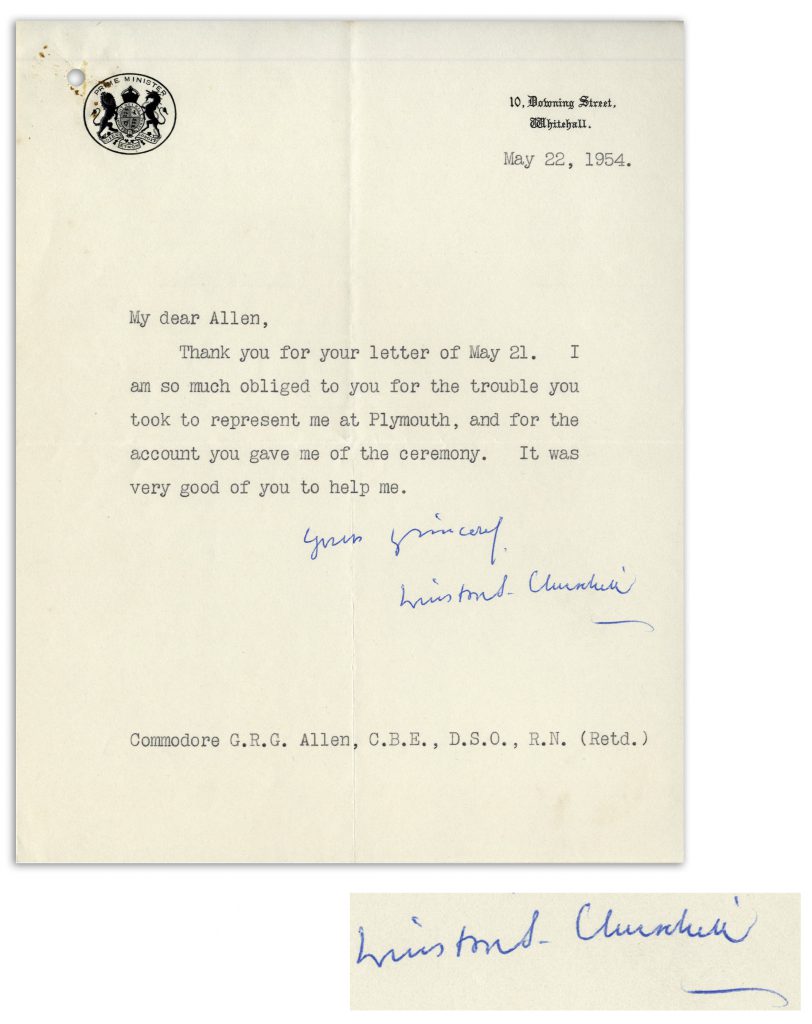 PRIME MINISTER
10, Downing Street,
Whitehall.
May 22, 1954.
My dear Allen,
Thank you for your letter of May 21. I
am so much obliged to you for the trouble you
took to represent me at Plymouth, and for the
account you gave me of the ceremony. It was
very good of you to help me.
Yours sincerely,
Winston S. Churchill
Commodore G.R.G. Allen, C.B.E., D.S.O., R.N. (Retd.)
Winston S. Churchill